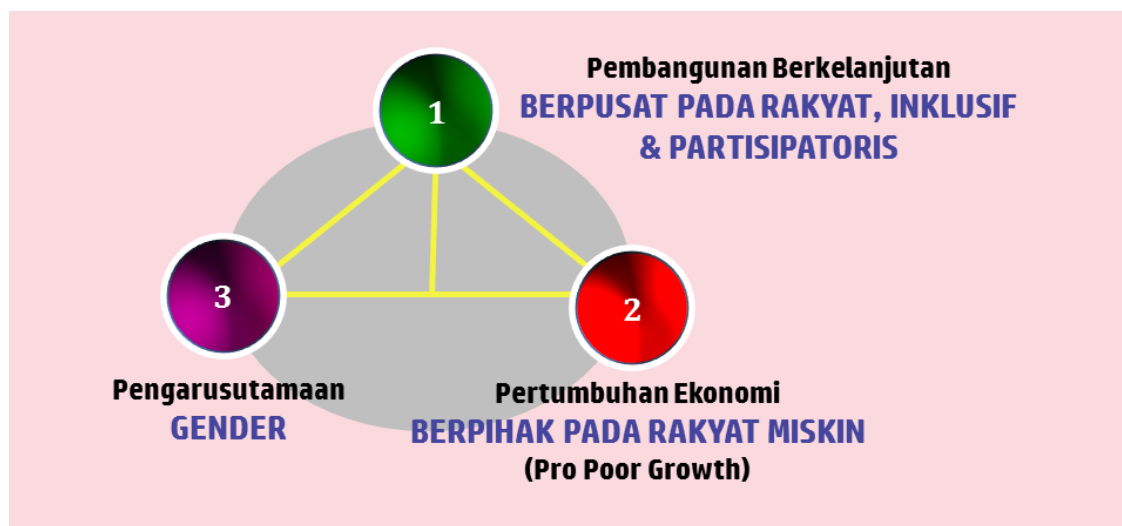 1
Pembangunan Berkelanjutan
BERPUSAT PADA RAKYAT, INKLUSIF
& PARTISIPATORIS
3
2
Pengarusutamaan
GENDER
Pertumbuhan Ekonomi
BERPIHAK PADA RAKYAT MISKIN
(Pro Poor Growth)